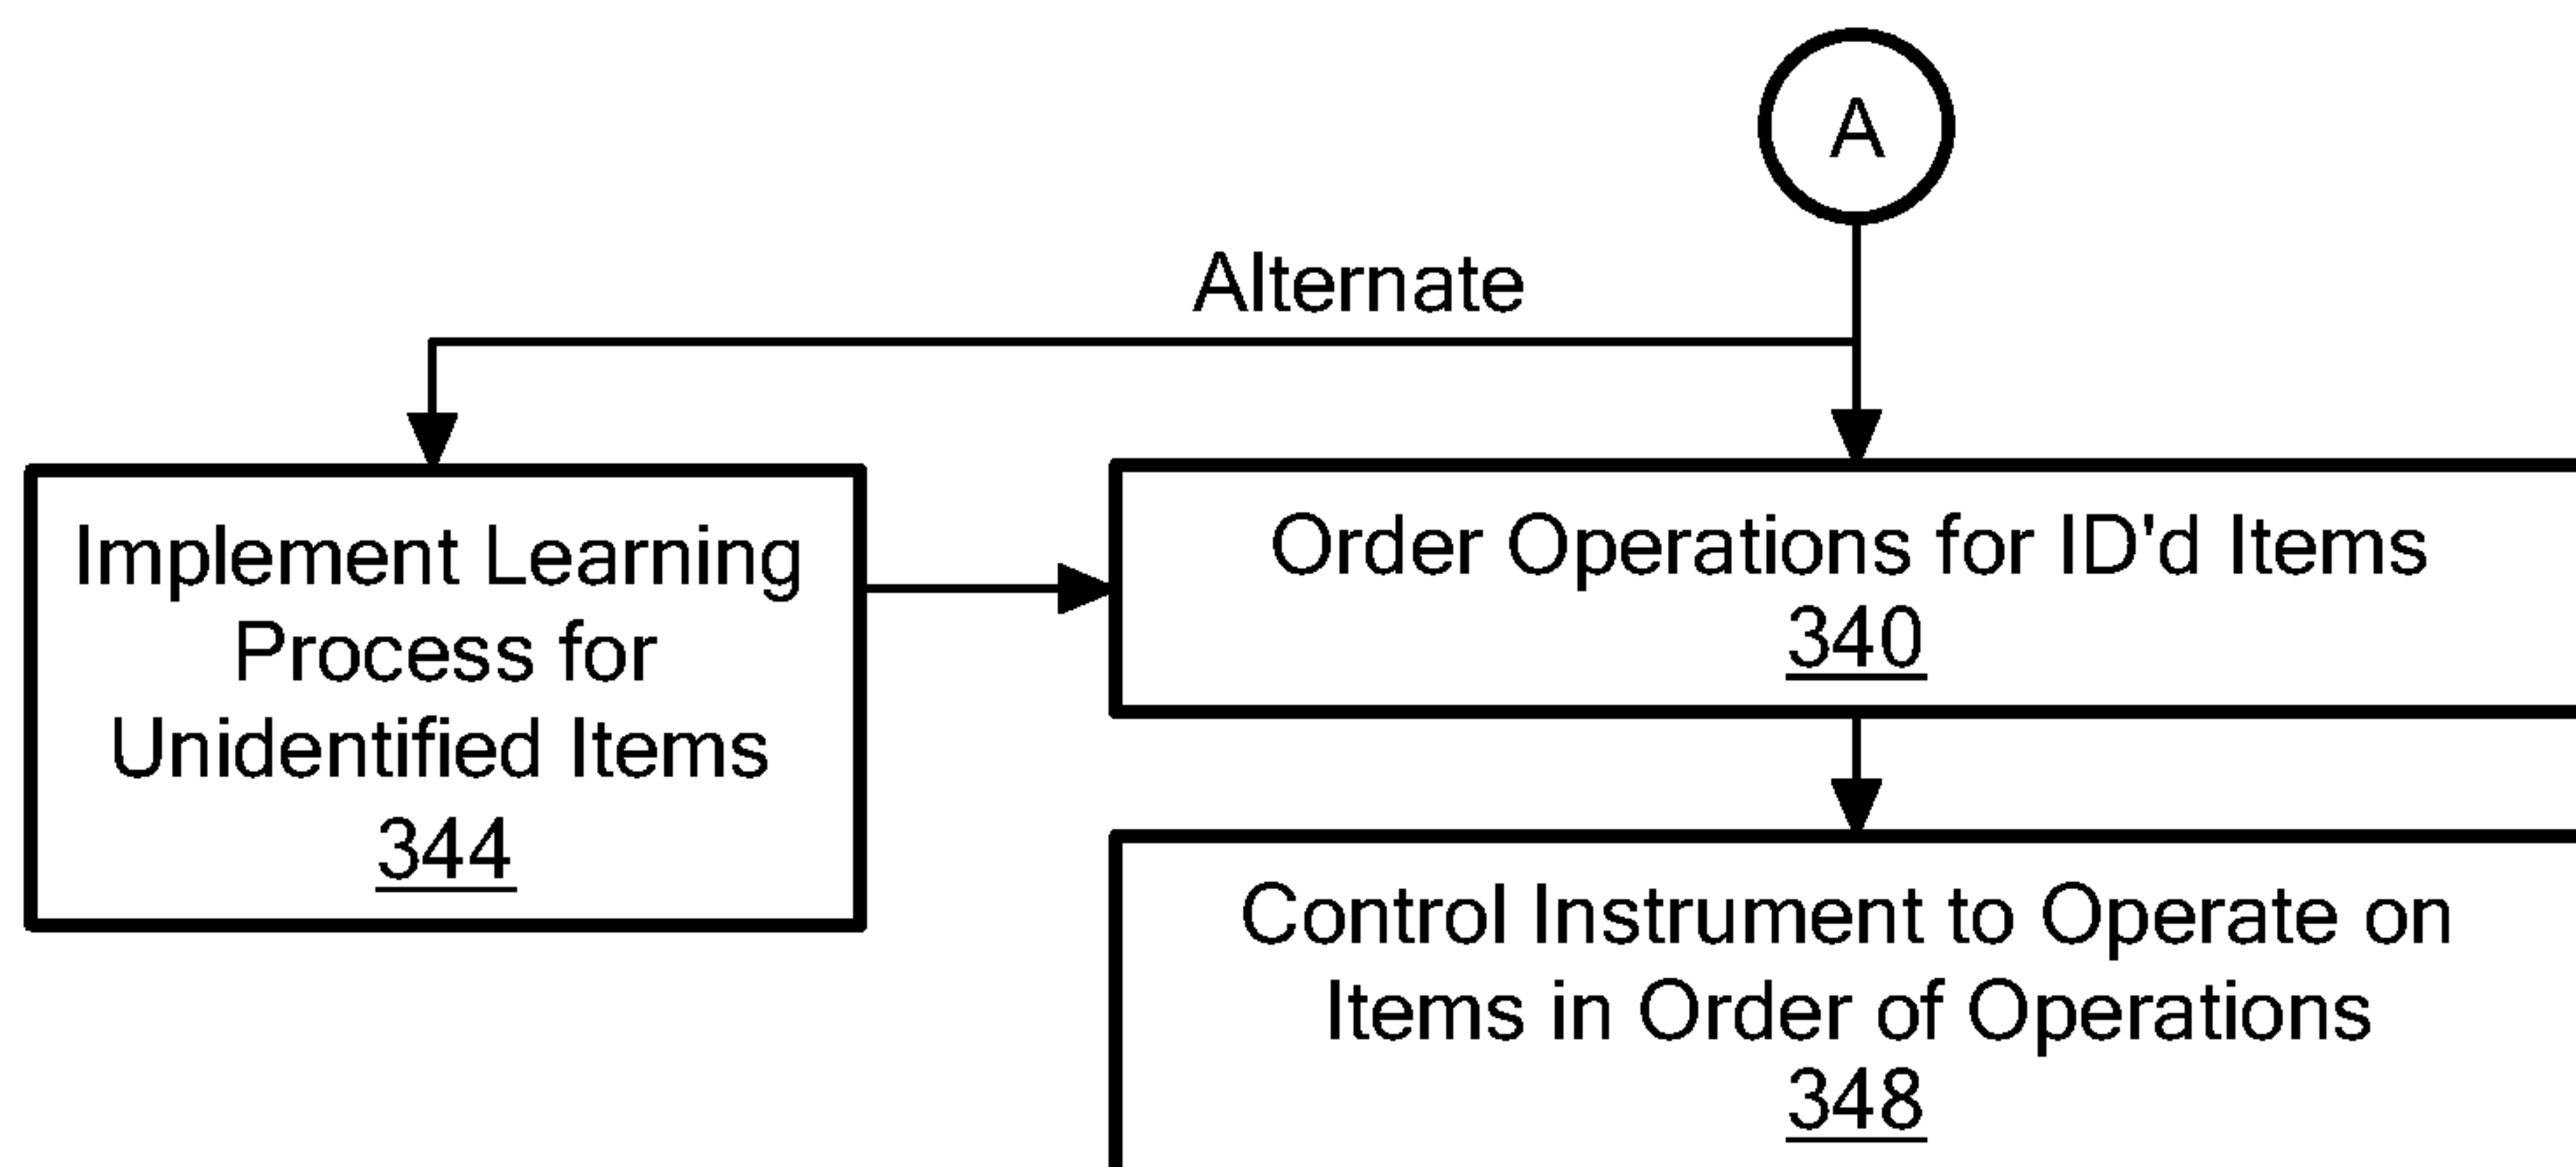 A
Alternate
Implement Learning
Process for
Unidentified Items
344
Order Operations for ID'd Items
340
Control Instrument to Operate on
Items in Order of Operations
348